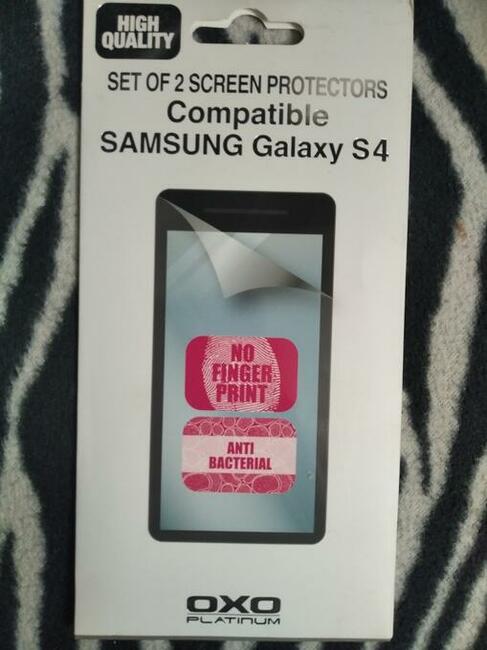 HIGH
QUALITY
SET OF 2 SCREEN PROTECTORS
Compatible
SAMSUNG Galaxy S4
NO
FINGER
PRINT
ANTI
BACTERIAL
OXO
PLATINUM